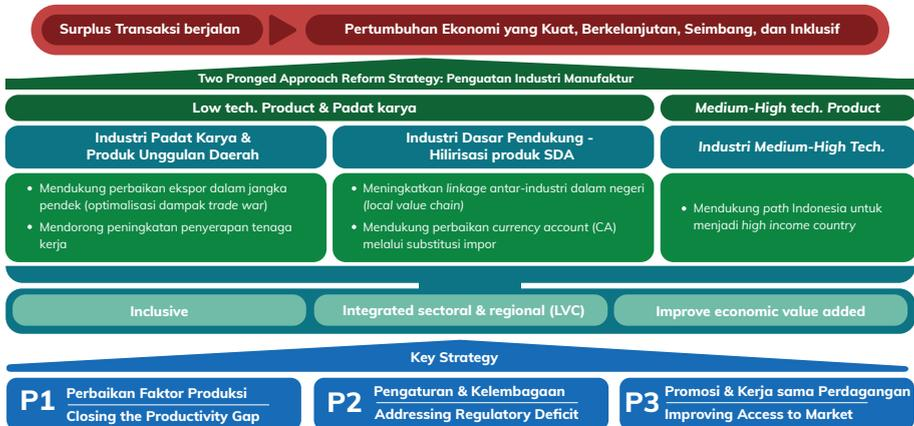 Surplus Transaksi berjalan
Pertumbuhan Ekonomi yang Kuat, Berkelanjutan, Seimbang, dan Inklusif
Two Pronged Approach Reform Strategy: Penguatan Industri Manufaktur
Low tech. Product & Padat karya
Medium-High tech. Product
Industri Padat Karya &
Produk Unggulan Daerah
Industri Dasar Pendukung -
Hilirisasi produk SDA
Industri Medium-High Tech.
• Mendukung perbaikan ekspor dalam jangka
pendek (optimalisasi dampak trade war)
• Mendorong peningkatan penyerapan tenaga
kerja
• Meningkatkan linkage antar-industri dalam negeri
(local value chain)
• Mendukung perbaikan currency account (CA)
melalui substitusi impor
• Mendukung path Indonesia untuk
menjadi high income country
Inclusive
Integrated sectoral & regional (LVC)
Improve economic value added
Key Strategy
P1
Perbaikan Faktor Produksi
Closing the Productivity Gap
P2
Pengaturan & Kelembagaan
Addressing Regulatory Deficit
P3
Promosi & Kerja sama Perdagangan
Improving Access to Market